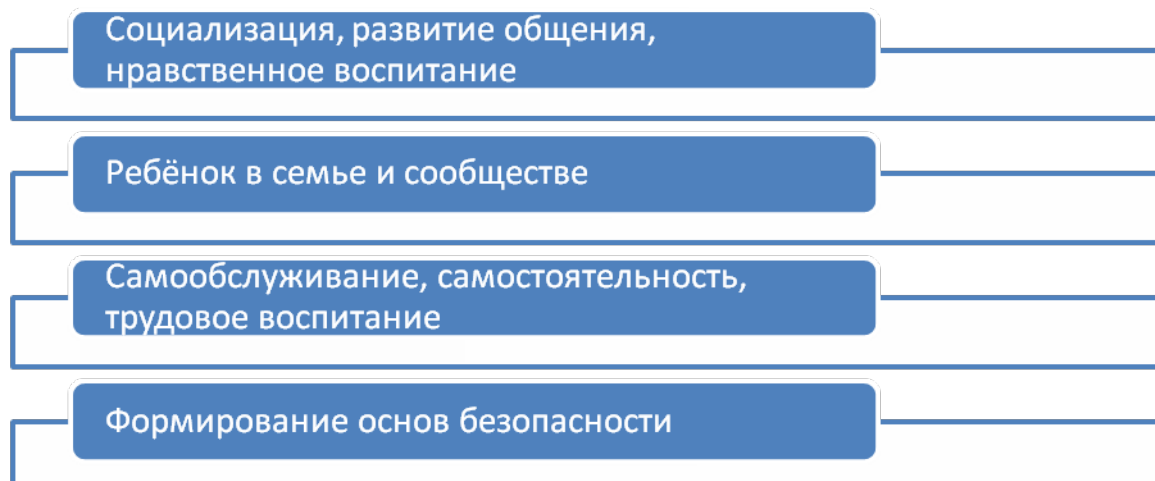 Социализация, развитие общения,
нравственное воспитание
Ребёнок в семье и сообществе
Самообслуживание, самостоятельность,
трудовое воспитание
Формирование основ безопасности